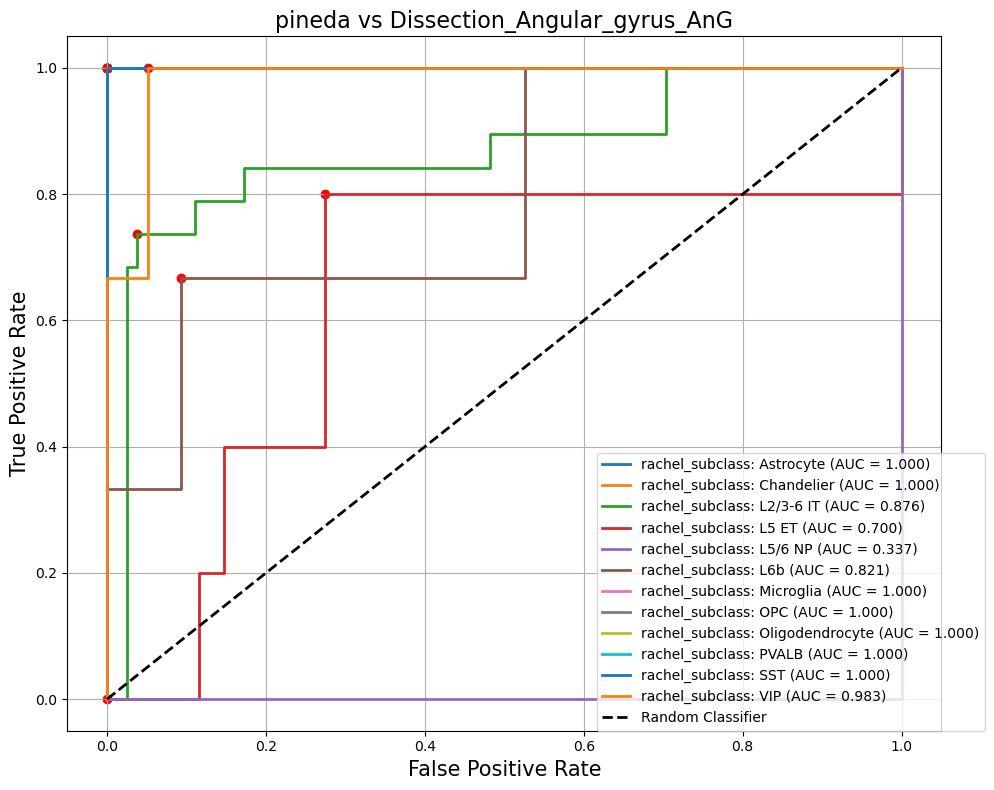 pineda vs Dissection_Angular_gyrus_AnG
True Positive Rate
1.0
0.8
0.6
0.4
0.2
0.0
rachel_subclass: Astrocyte (AUC = 1.000)
rachel_subclass: Chandelier (AUC = 1.000)
rachel_subclass: L2/3-6 IT (AUC = 0.876)
rachel_subclass: L5 ET (AUC = 0.700)
rachel_subclass: L5/6 NP (AUC = 0.337)
rachel_subclass: L6b (AUC = 0.821)
rachel_subclass: Microglia (AUC = 1.000)
rachel_subclass: OPC (AUC = 1.000)
rachel_subclass: Oligodendrocyte (AUC = 1.000)
rachel_subclass: PVALB (AUC = 1.000)
rachel_subclass: SST (AUC = 1.000)
rachel_subclass: VIP (AUC = 0.983)
Random Classifier
0.0 0.2 0.4 0.6 0.8 1.0
False Positive Rate